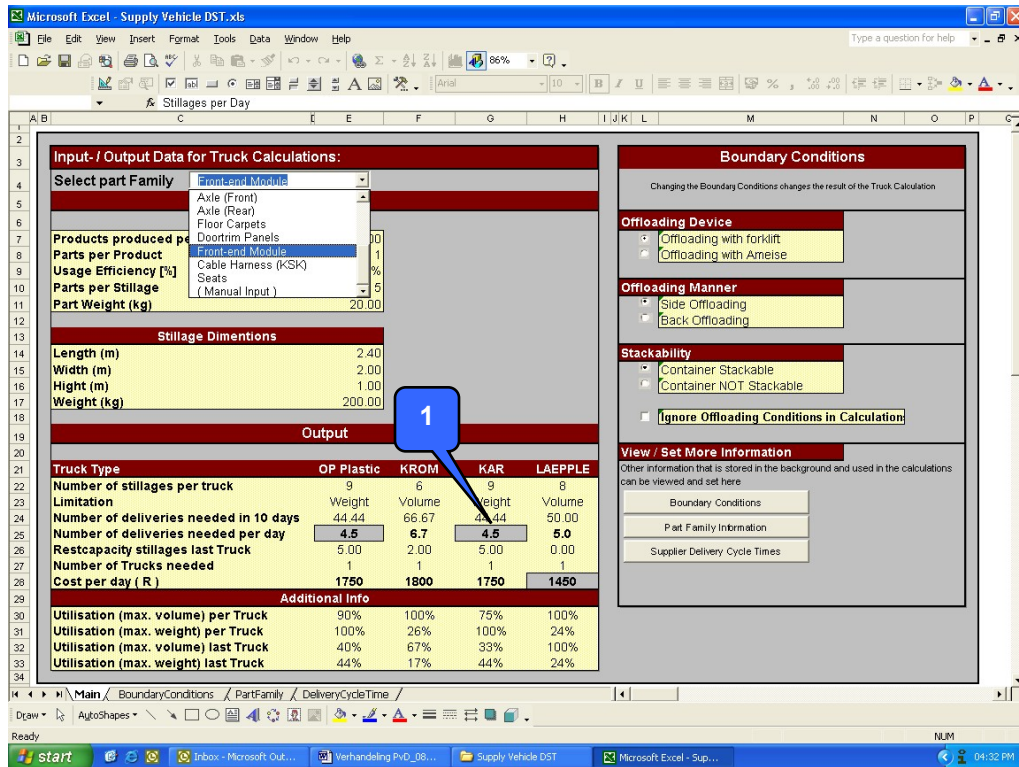 Microsoft Excel - Supply Vehicle DST.xls
File Edit View Insert Format Tools Data Window Help
Type a question for help
86%
Arial 10 B I U
fx Stillages per Day
A B C D E F G H I J K L M N O P
Input- / Output Data for Truck Calculations:
Select part Family Front-end Module
Axle (Front)
Axle (Rear)
Floor Carpets
Doortrim Panels
Front-end Module
Cable Harness (KSK)
Seats
( Manual Input )
Products produced pe 00
Parts per Product 1
Usage Efficiency [%] %
Parts per Stillage 5
Part Weight (kg) 20.00
Stillage Dimentions
Length (m) 2.40
Width (m) 2.00
Hight (m) 1.00
Weight (kg) 200.00
1
Output
Truck Type OP Plastic KROM KAR LAEPPLE
Number of stillages per truck 9 6 9 8
Limitation Weight Volume Weight Volume
Number of deliveries needed in 10 days 44.44 66.67 44.44 50.00
Number of deliveries needed per day 4.5 6.7 4.5 5.0
Restcapacity stillages last Truck 5.00 2.00 5.00 0.00
Number of Trucks needed 1 1 1 1
Cost per day ( R ) 1750 1800 1750 1450
Additional Info
Utilisation (max. volume) per Truck 90% 100% 75% 100%
Utilisation (max. weight) per Truck 100% 26% 100% 24%
Utilisation (max. volume) last Truck 40% 67% 33% 100%
Utilisation (max. weight) last Truck 44% 17% 44% 24%
Boundary Conditions
Changing the Boundary Conditions changes the result of the Truck Calculation
Offloading Device
Offloading with forklift
Offloading with Ameise
Offloading Manner
Side Offloading
Back Offloading
Stackability
Container Stackable
Container NOT Stackable
Ignore Offloading Conditions in Calculation
View / Set More Information
Other information that is stored in the background and used in the calculations
can be viewed and set here
Boundary Conditions
Part Family Information
Supplier Delivery Cycle Times
Main BoundaryConditions PartFamily DeliveryCycleTime
Draw AutoShapes
Ready NUM
start Inbox - Microsoft Out... Verhandeling PvD_08... Supply Vehicle DST Microsoft Excel - Sup... 04:32 PM